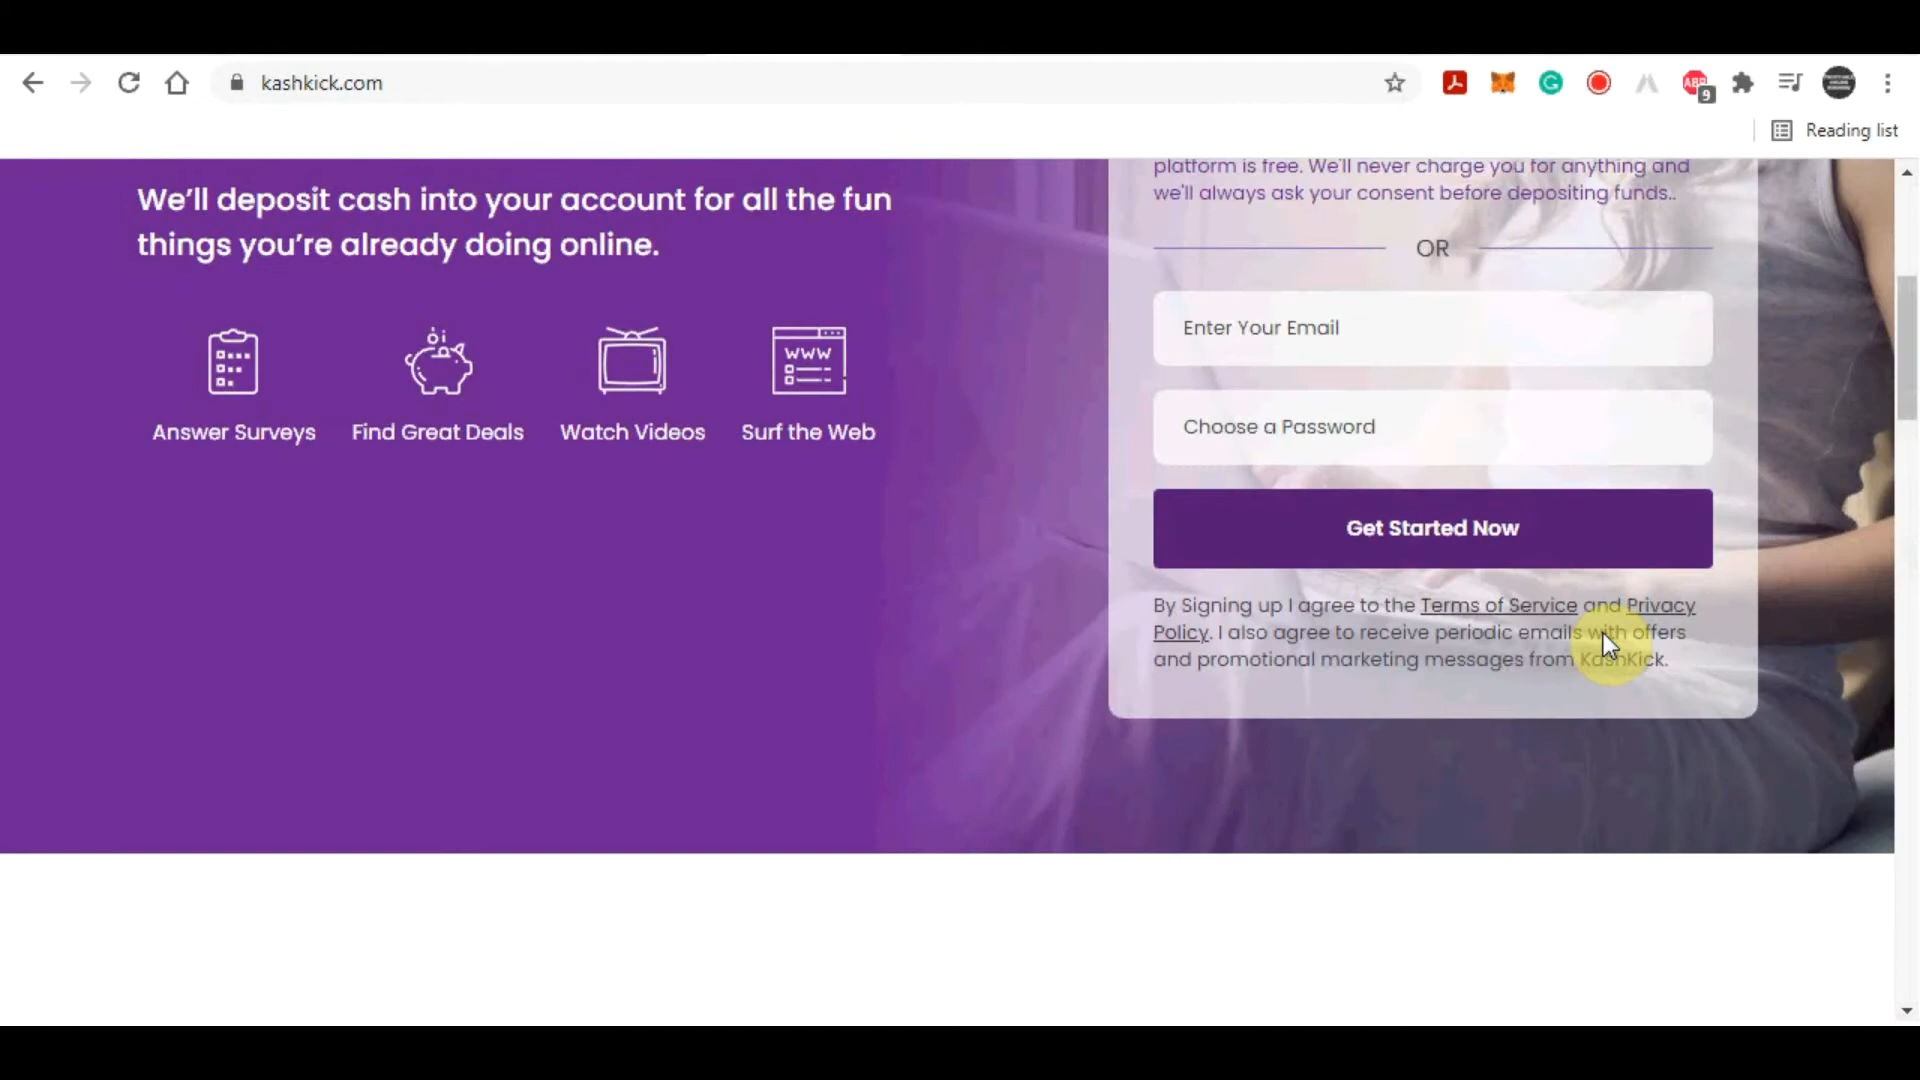 kashkick.com
ABP
9
Reading list
We'll deposit cash into your account for all the fun
things you're already doing online.
WWW
Answer Surveys
Find Great Deals
Watch Videos
Surf the Web
platform is free. We'll never charge you for anything and
we'll always ask your consent before depositing funds..
OR
Enter Your Email
Choose a Password
Get Started Now
By Signing up I agree to the Terms of Service and Privacy
Policy. I also agree to receive periodic emails with offers
and promotional marketing messages from KashKick.